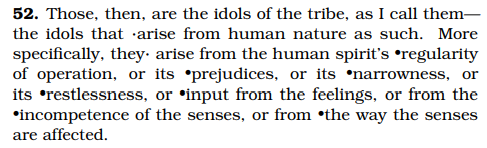 52. Those, then, are the idols of the tribe, as I call them—
the idols that ·arise from human nature as such. More
specifically, they· arise from the human spirit's •regularity
of operation, or its •prejudices, or its •narrowness, or
its •restlessness, or •input from the feelings, or from the
•incompetence of the senses, or from •the way the senses
are affected.